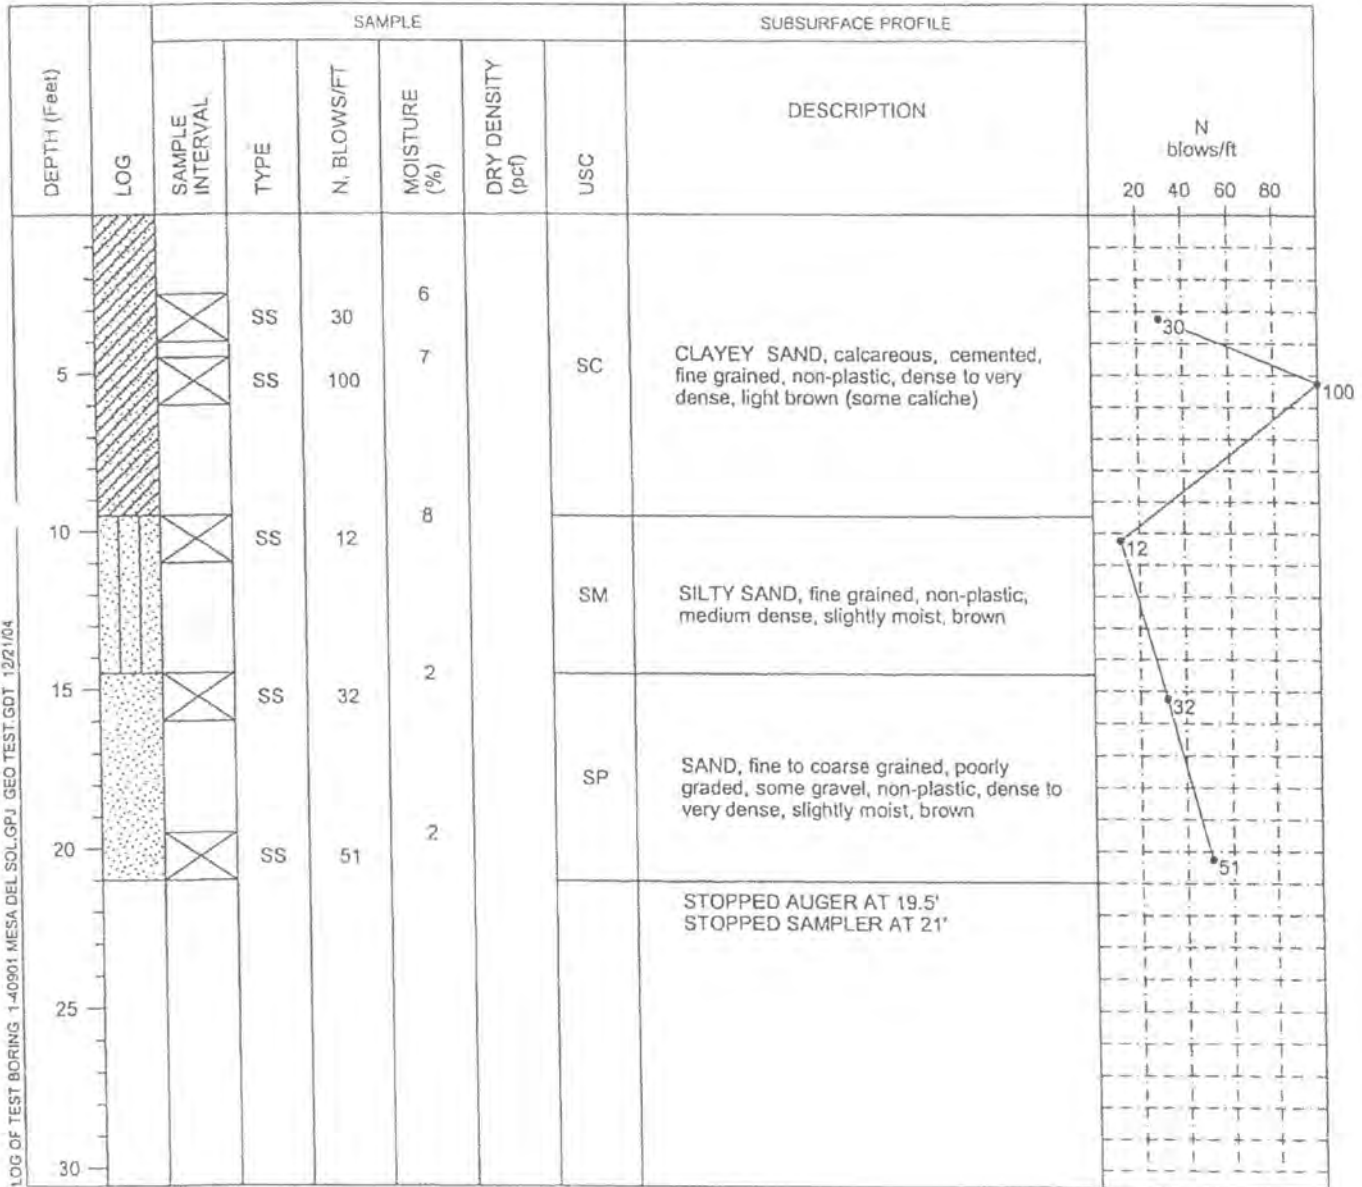 SAMPLE
SUBSURFACE PROFILE
DEPTH (Feet)
LOG
SAMPLE
INTERVAL
TYPE
N, BLOWS/FT
MOISTURE
(%)
DRY DENSITY
(pcf)
USC
DESCRIPTION
N
blows/ft
20 40 60 80
6
SS 30
30
7
5
SS 100
SC
CLAYEY SAND, calcareous, cemented,
fine grained, non-plastic, dense to very
dense, light brown (some caliche)
100
8
10
SS 12
12
SM
SILTY SAND, fine grained, non-plastic,
medium dense, slightly moist, brown
2
15
SS 32
32
SP
SAND, fine to coarse grained, poorly
graded, some gravel, non-plastic, dense to
very dense, slightly moist, brown
2
20
SS 51
51
STOPPED AUGER AT 19.5'
STOPPED SAMPLER AT 21'
25
30
LOG OF TEST BORING 1-40901 MESA DEL SOL.GPJ GEO TEST.GDT 12/21/04